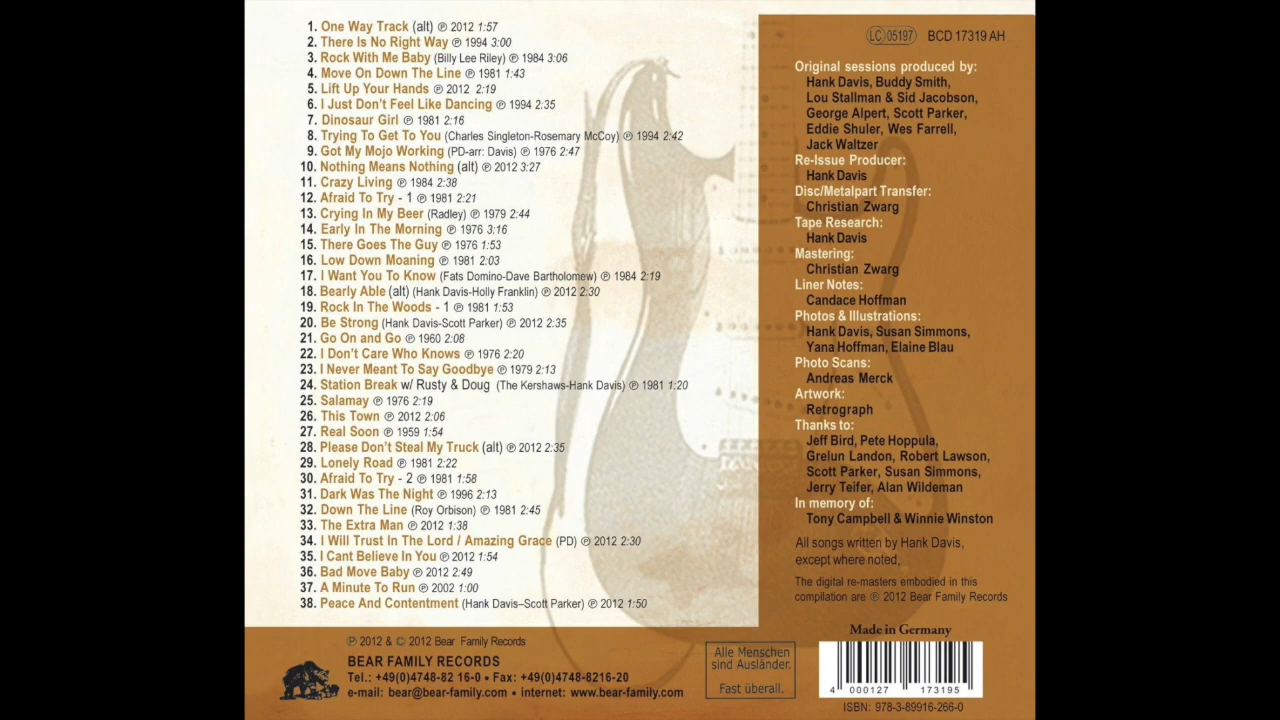 1. One Way Track (alt) ℗ 2012 1:57
2. There Is No Right Way ℗ 1994 3:00
3. Rock With Me Baby (Billy Lee Riley) ℗ 1984 3:06
4. Move On Down The Line ℗ 1981 1:43
5. Lift Up Your Hands ℗ 2012 2:19
6. I Just Don't Feel Like Dancing ℗ 1994 2:35
7. Dinosaur Girl ℗ 1981 2:16
8. Trying To Get To You (Charles Singleton-Rosemary McCoy) ℗ 1994 2:42
9. Got My Mojo Working (PD-arr: Davis) ℗ 1976 2:47
10. Nothing Means Nothing (alt) ℗ 2012 3:27
11. Crazy Living ℗ 1984 2:38
12. Afraid To Try - 1 ℗ 1981 2:21
13. Crying In My Beer (Radley) ℗ 1979 2:44
14. Early In The Morning ℗ 1976 3:16
15. There Goes The Guy ℗ 1976 1:53
16. Low Down Moaning ℗ 1981 2:03
17. I Want You To Know (Fats Domino-Dave Bartholomew) ℗ 1984 2:19
18. Bearly Able (alt) (Hank Davis-Holly Franklin) ℗ 2012 2:30
19. Rock In The Woods - 1 ℗ 1981 1:53
20. Be Strong (Hank Davis-Scott Parker) ℗ 2012 2:35
21. Go On and Go ℗ 1960 2:08
22. I Don't Care Who Knows ℗ 1976 2:20
23. I Never Meant To Say Goodbye ℗ 1979 2:13
24. Station Break w/ Rusty & Doug (The Kershaws-Hank Davis) ℗ 1981 1:20
25. Salamay ℗ 1976 2:19
26. This Town ℗ 2012 2:06
27. Real Soon ℗ 1959 1:54
28. Please Don't Steal My Truck (alt) ℗ 2012 2:35
29. Lonely Road ℗ 1981 2:22
30. Afraid To Try - 2 ℗ 1981 1:58
31. Dark Was The Night ℗ 1996 2:13
32. Down The Line (Roy Orbison) ℗ 1981 2:45
33. The Extra Man ℗ 2012 1:38
34. I Will Trust In The Lord / Amazing Grace (PD) ℗ 2012 2:30
35. I Cant Believe In You ℗ 2012 1:54
36. Bad Move Baby ℗ 2012 2:49
37. A Minute To Run ℗ 2002 1:00
38. Peace And Contentment (Hank Davis–Scott Parker) ℗ 2012 1:50
LC 05197 BCD 17319 AH
Original sessions produced by:
Hank Davis, Buddy Smith,
Lou Stallman & Sid Jacobson,
George Alpert, Scott Parker,
Eddie Shuler, Wes Farrell,
Jack Waltzer
Re-Issue Producer:
Hank Davis
Disc/Metalpart Transfer:
Christian Zwarg
Tape Research:
Hank Davis
Mastering:
Christian Zwarg
Liner Notes:
Candace Hoffman
Photos & Illustrations:
Hank Davis, Susan Simmons,
Yana Hoffman, Elaine Blau
Photo Scans:
Andreas Merck
Artwork:
Retrograph
Thanks to:
Jeff Bird, Pete Hoppula,
Grelun Landon, Robert Lawson,
Scott Parker, Susan Simmons,
Jerry Teifer, Alan Wildeman
In memory of:
Tony Campbell & Winnie Winston
All songs written by Hank Davis,
except where noted,
The digital re-masters embodied in this
compilation are ℗ 2012 Bear Family Records
℗ 2012 & © 2012 Bear Family Records
BEAR FAMILY RECORDS
Tel.: +49(0)4748-82 16-0 • Fax: +49(0)4748-8216-20
e-mail: bear@bear-family.com • internet: www.bear-family.com
Alle Menschen
sind Ausländer.
Fast überall.
Made in Germany
4 000127 173195
ISBN: 978-3-89916-266-0